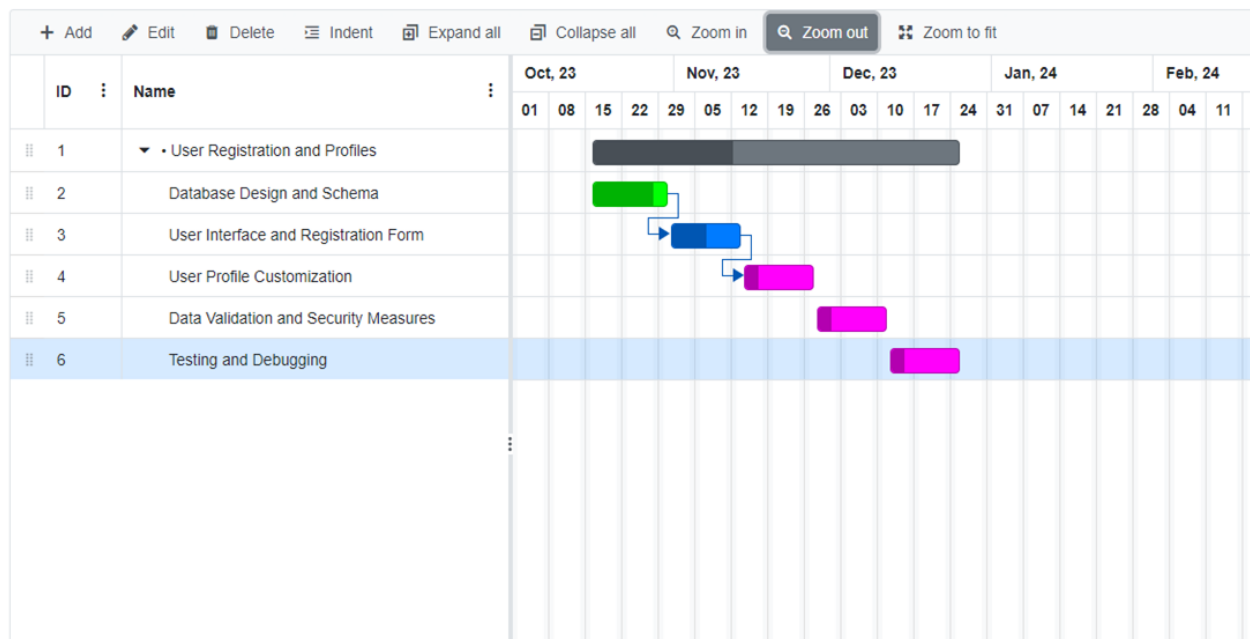 Add Edit Delete Indent Expand all Collapse all Zoom in Zoom out Zoom to fit
Oct, 23 Nov, 23 Dec, 23 Jan, 24 Feb, 24
ID Name
01 08 15 22 29 05 12 19 26 03 10 17 24 31 07 14 21 28 04 11
1 • User Registration and Profiles
2 Database Design and Schema
3 User Interface and Registration Form
4 User Profile Customization
5 Data Validation and Security Measures
6 Testing and Debugging